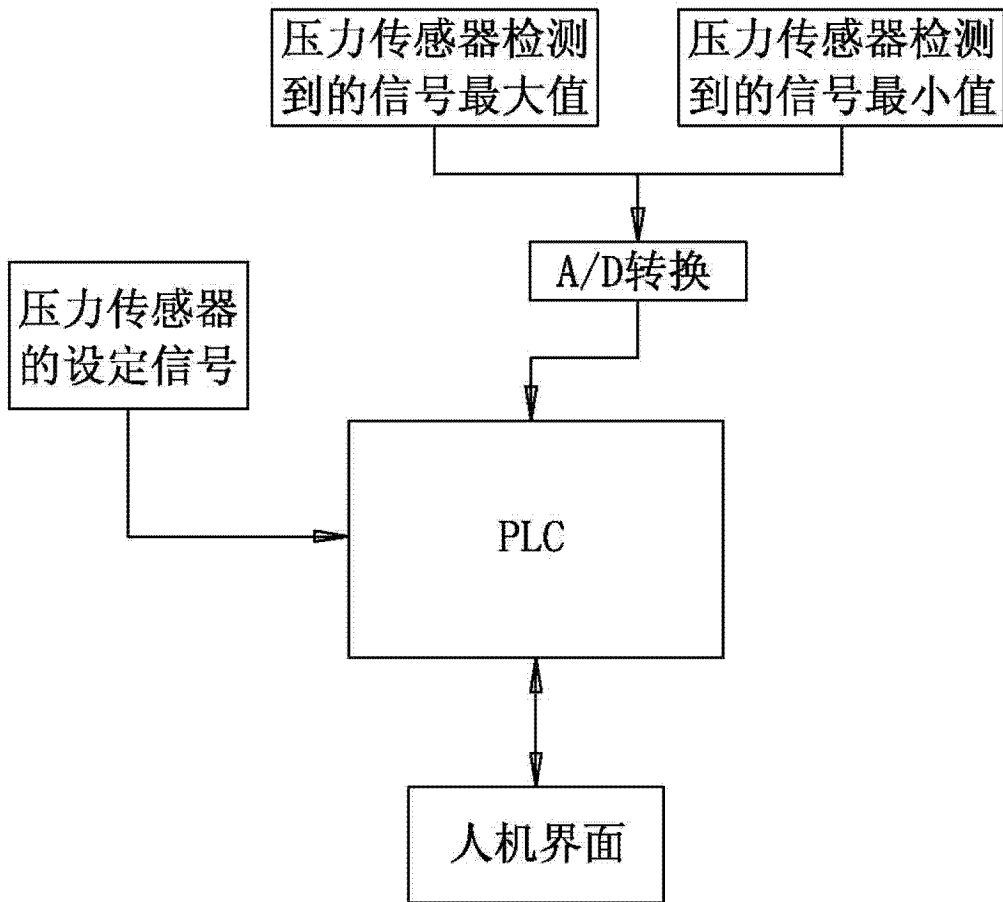 压力传感器检测
到的信号最大值
压力传感器检测
到的信号最小值
A/D转换
压力传感器
的设定信号
PLC
人机界面